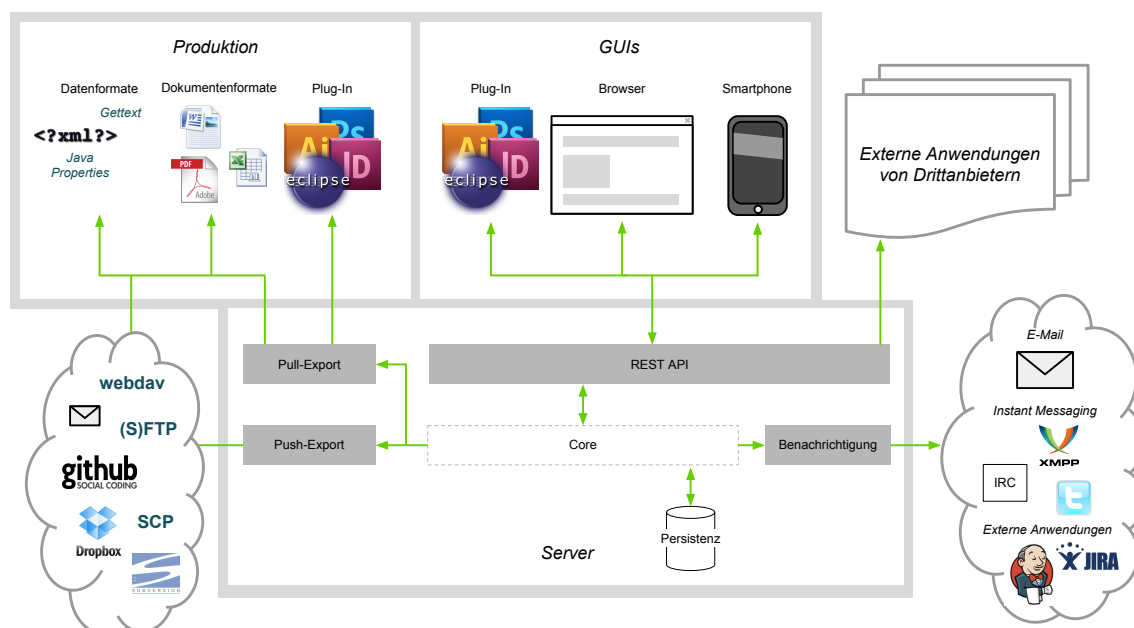 Produktion
Datenformate
Dokumentenformate
Plug-In
Gettext
<?xml?>
Java
Properties
W
PDF
Adobe
X
Ps
Ai
ID
eclipse
GUIs
Plug-In
Browser
Smartphone
Ps
Ai
ID
eclipse
Externe Anwendungen
von Drittanbietern
Pull-Export
REST API
Push-Export
Core
Benachrichtigung
Persistenz
Server
webdav
(S)FTP
github
SOCIAL CODING
SCP
Dropbox
SUBVERSION
E-Mail
Instant Messaging
XMPP
IRC
t
Externe Anwendungen
JIRA